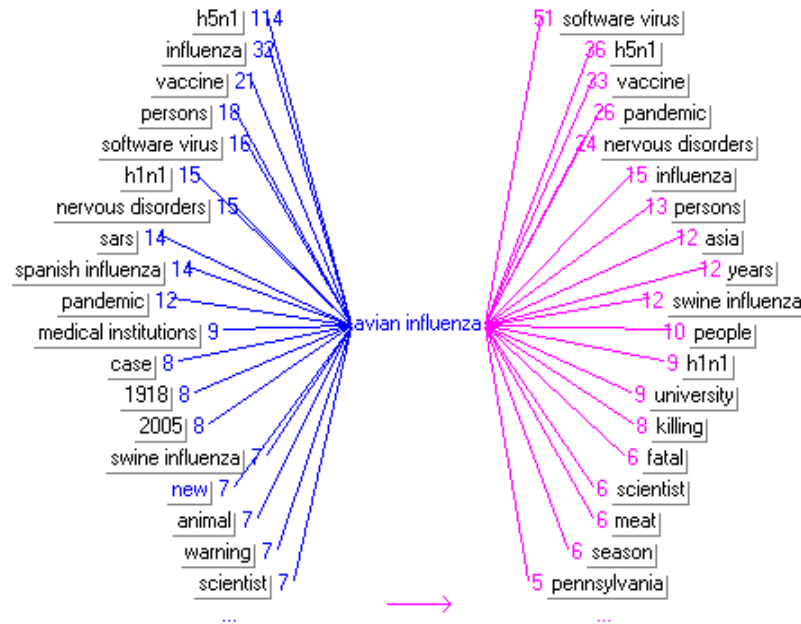 h5n1 114
influenza 32
vaccine 21
persons 18
software virus 16
h1n1 15
nervous disorders 15
sars 14
spanish influenza 14
pandemic 12
medical institutions 9
case 8
1918 8
2005 8
swine influenza 7
new 7
animal 7
warning 7
scientist 7
...
avian influenza
51 software virus
36 h5n1
33 vaccine
26 pandemic
24 nervous disorders
15 influenza
13 persons
12 asia
12 years
12 swine influenza
10 people
9 h1n1
9 university
8 killing
6 fatal
6 scientist
6 meat
6 season
5 pennsylvania
...